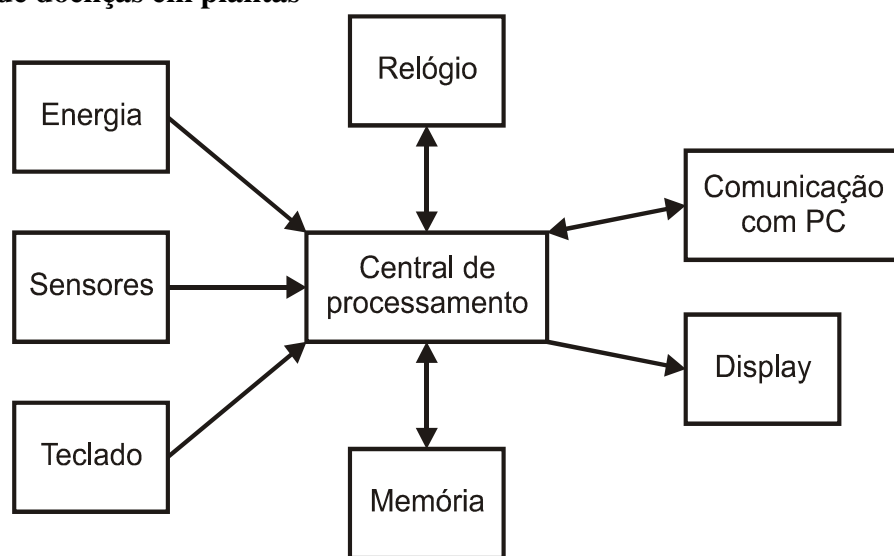 de doenças em plantas
Relógio
Energia
Comunicação
com PC
Central de
processamento
Sensores
Display
Teclado
Memória